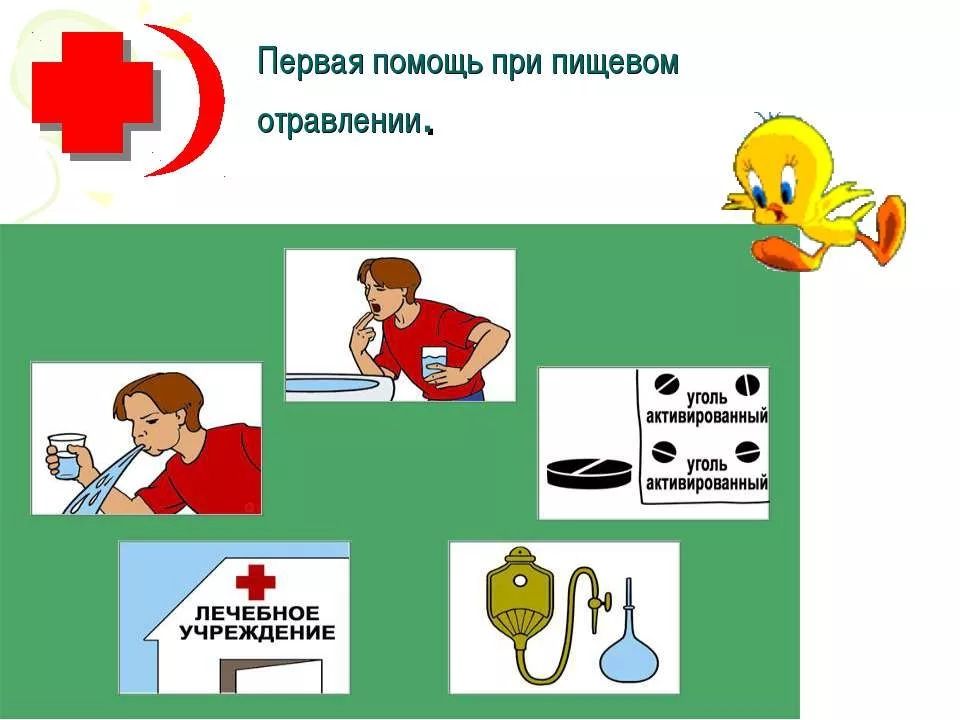 Первая помощь при пищевом
отравлении.
уголь
активированный
уголь
активированный
ЛЕЧЕБНОЕ
УЧРЕЖДЕНИЕ